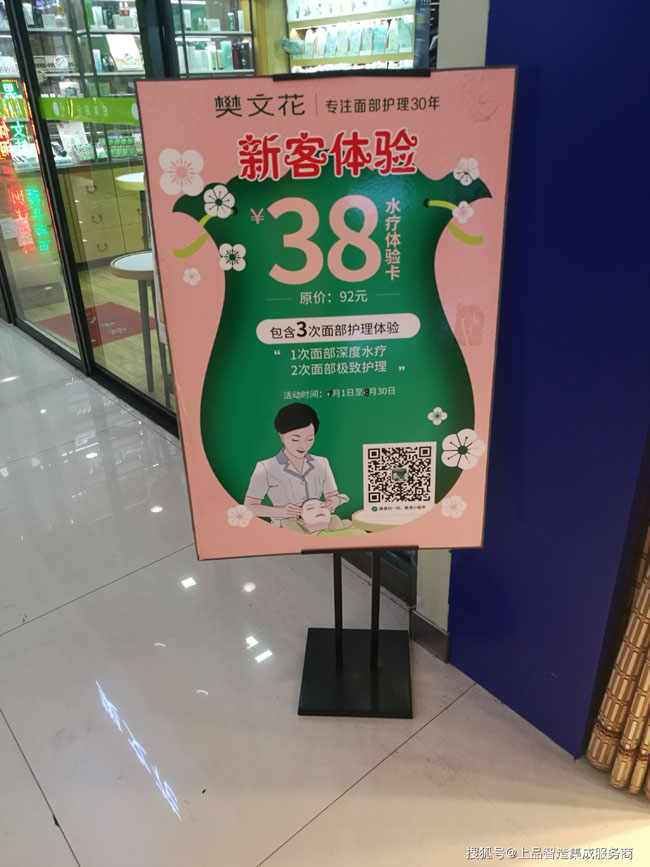 樊文花 专注面部护理30年
新客体验
¥38
水疗体验卡
原价：92元
包含3次面部护理体验
“ 1次面部深度水疗
2次面部极致护理 ”
活动时间：7月1日至8月30日
搜狐号@上品智造集成服务商